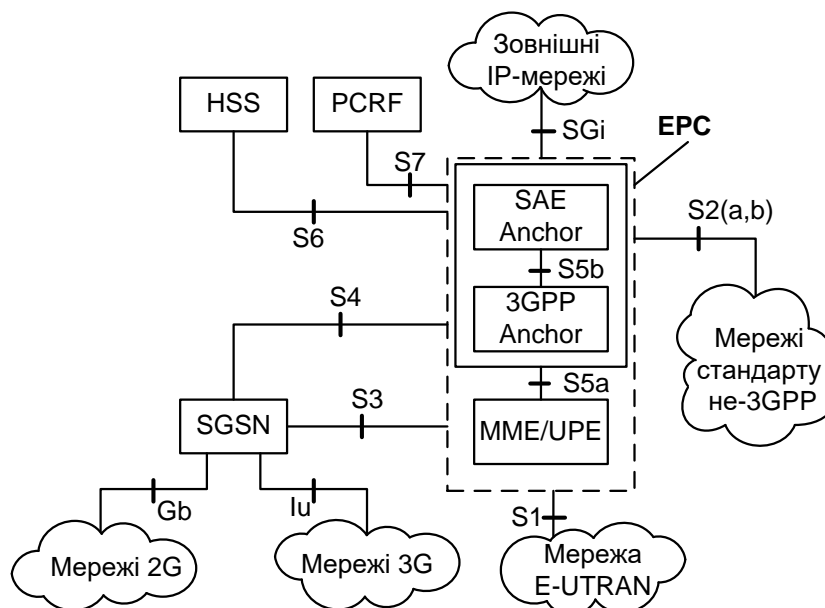 Зовнішні
IP-мережі
HSS
PCRF
SGi
EPC
S7
SAE
Anchor
S2(a,b)
S6
S5b
S4
3GPP
Anchor
Мережі
стандарту
не-3GPP
S5a
S3
SGSN
MME/UPE
Gb
Iu
S1
Мережі 2G
Мережі 3G
Мережа
E-UTRAN